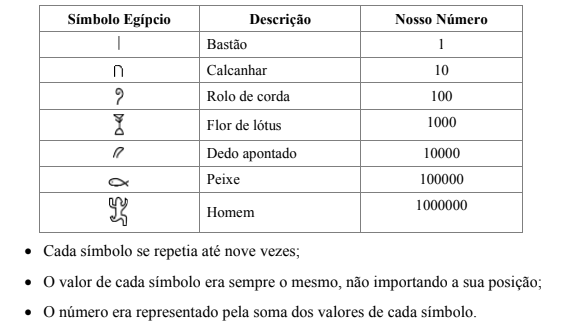 Símbolo Egípcio Descrição Nosso Número
Bastão 1
Calcanhar 10
Rolo de corda 100
Flor de lótus 1000
Dedo apontado 10000
Peixe 100000
Homem 1000000
• Cada símbolo se repetia até nove vezes;
• O valor de cada símbolo era sempre o mesmo, não importando a sua posição;
• O número era representado pela soma dos valores de cada símbolo.